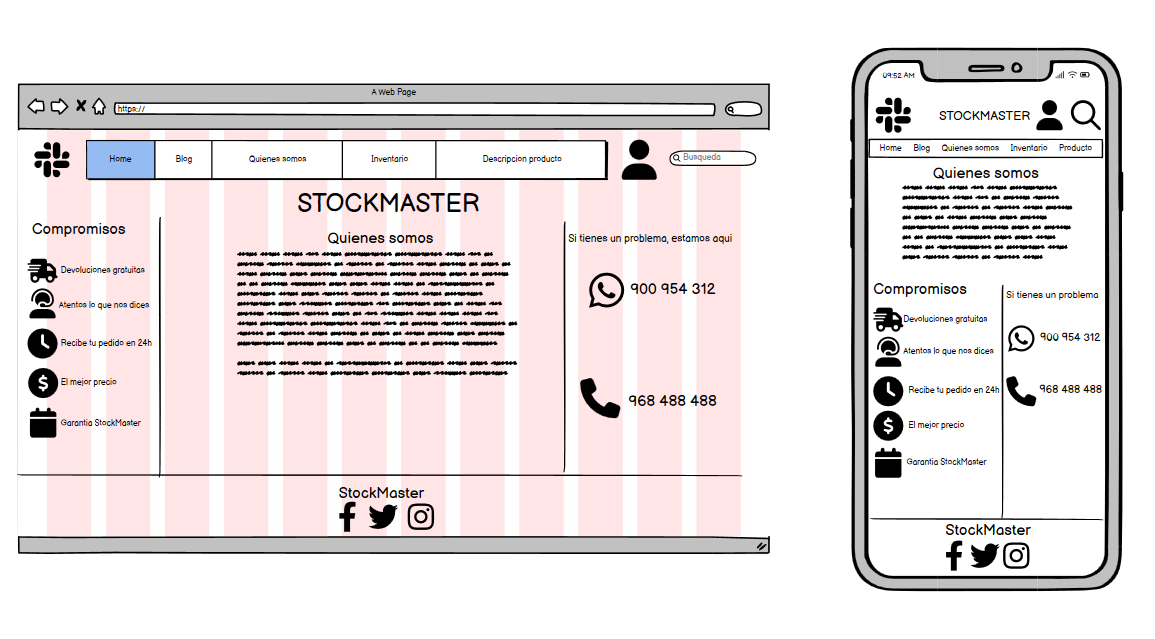 A Web Page
https://
Home Blog Quienes somos Inventario Descripcion producto
Busqueda
STOCKMASTER
Compromisos
Devoluciones gratuitas
Atentos lo que nos dices
Recibe tu pedido en 24h
El mejor precio
Garantia StockMaster
Quienes somos
Si tienes un problema, estamos aqui
900 954 312
968 488 488
StockMaster
09:52 AM
STOCKMASTER
Home Blog Quienes somos Inventario Producto
Quienes somos
Compromisos
Devoluciones gratuitas
Atentos lo que nos dices
Recibe tu pedido en 24h
El mejor precio
Garantia StockMaster
Si tienes un problema
900 954 312
968 488 488
StockMaster